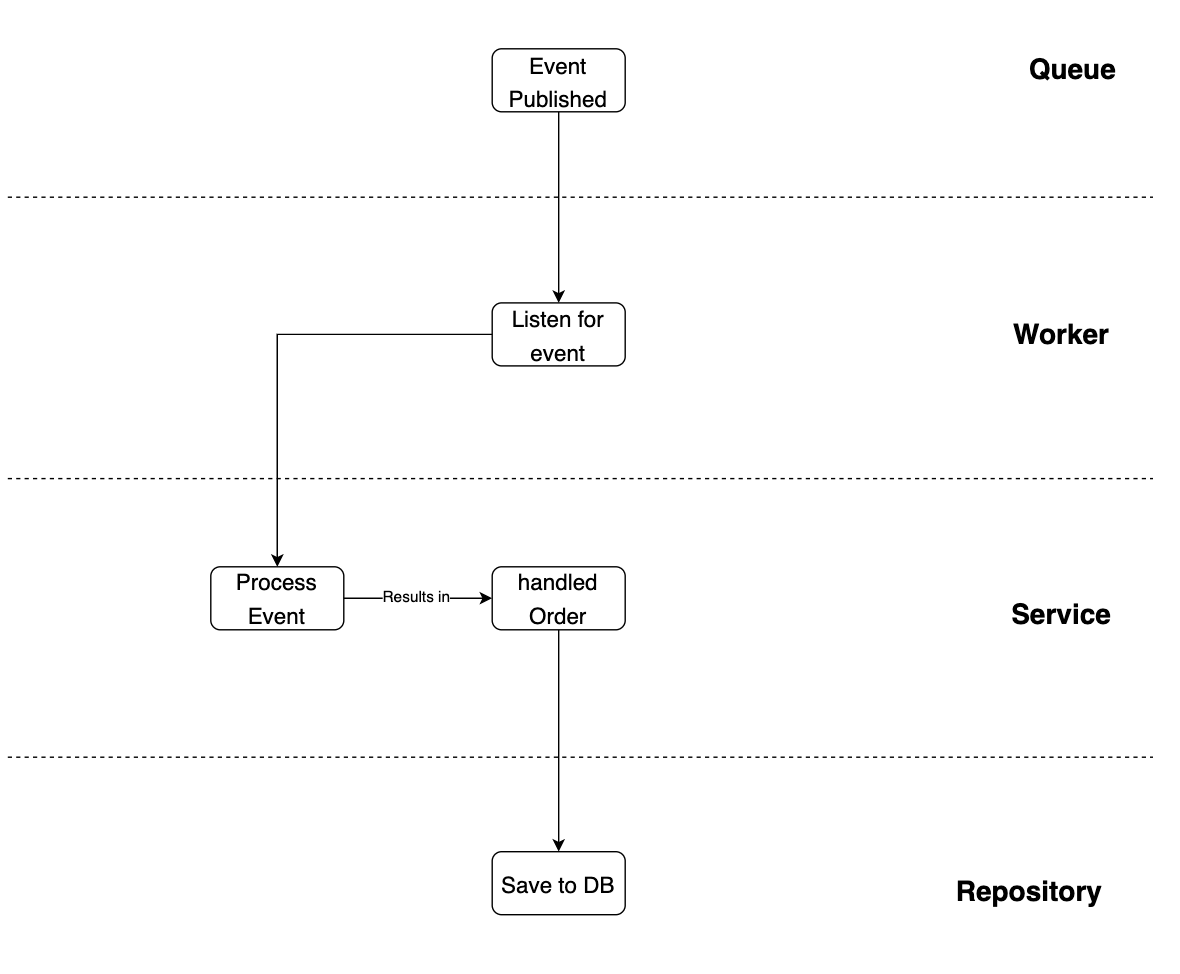 Event
Published
Queue
Listen for
event
Worker
Process
Event
Results in
handled
Order
Service
Save to DB
Repository